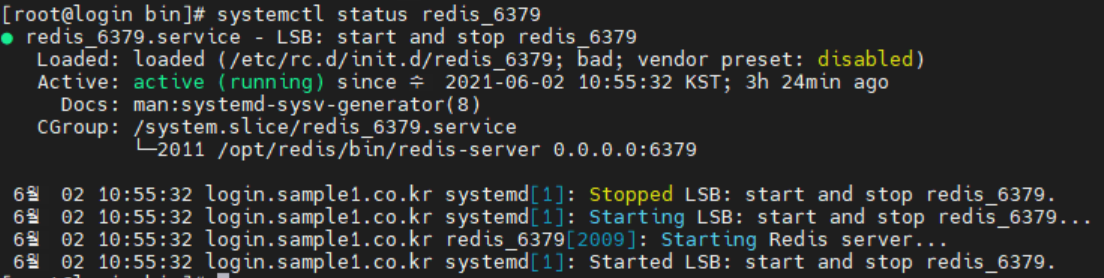 [root@login bin]# systemctl status redis_6379
● redis_6379.service - LSB: start and stop redis_6379
Loaded: loaded (/etc/rc.d/init.d/redis_6379; bad; vendor preset: disabled)
Active: active (running) since 수 2021-06-02 10:55:32 KST; 3h 24min ago
Docs: man:systemd-sysv-generator(8)
CGroup: /system.slice/redis_6379.service
└─2011 /opt/redis/bin/redis-server 0.0.0.0:6379
6월 02 10:55:32 login.sample1.co.kr systemd[1]: Stopped LSB: start and stop redis_6379.
6월 02 10:55:32 login.sample1.co.kr systemd[1]: Starting LSB: start and stop redis_6379...
6월 02 10:55:32 login.sample1.co.kr redis_6379[2009]: Starting Redis server...
6월 02 10:55:32 login.sample1.co.kr systemd[1]: Started LSB: start and stop redis_6379.